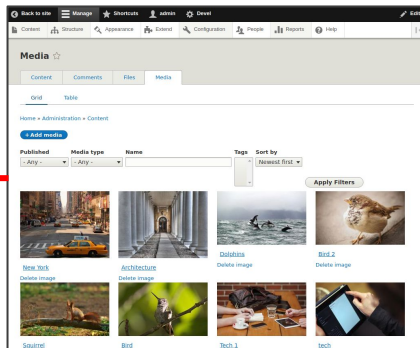 Back to site Manage Shortcuts admin Devel Edit
Content Structure Appearance Extend Configuration People Reports Help
Media
Content Comments Files Media
Grid Table
Home » Administration » Content
+ Add media
Published Media type Name Tags Sort by
- Any - - Any - Newest first
Apply Filters
New York Architecture Dolphins Bird 2
Delete image Delete image Delete image Delete image
Squirrel Bird Tech 1 tech